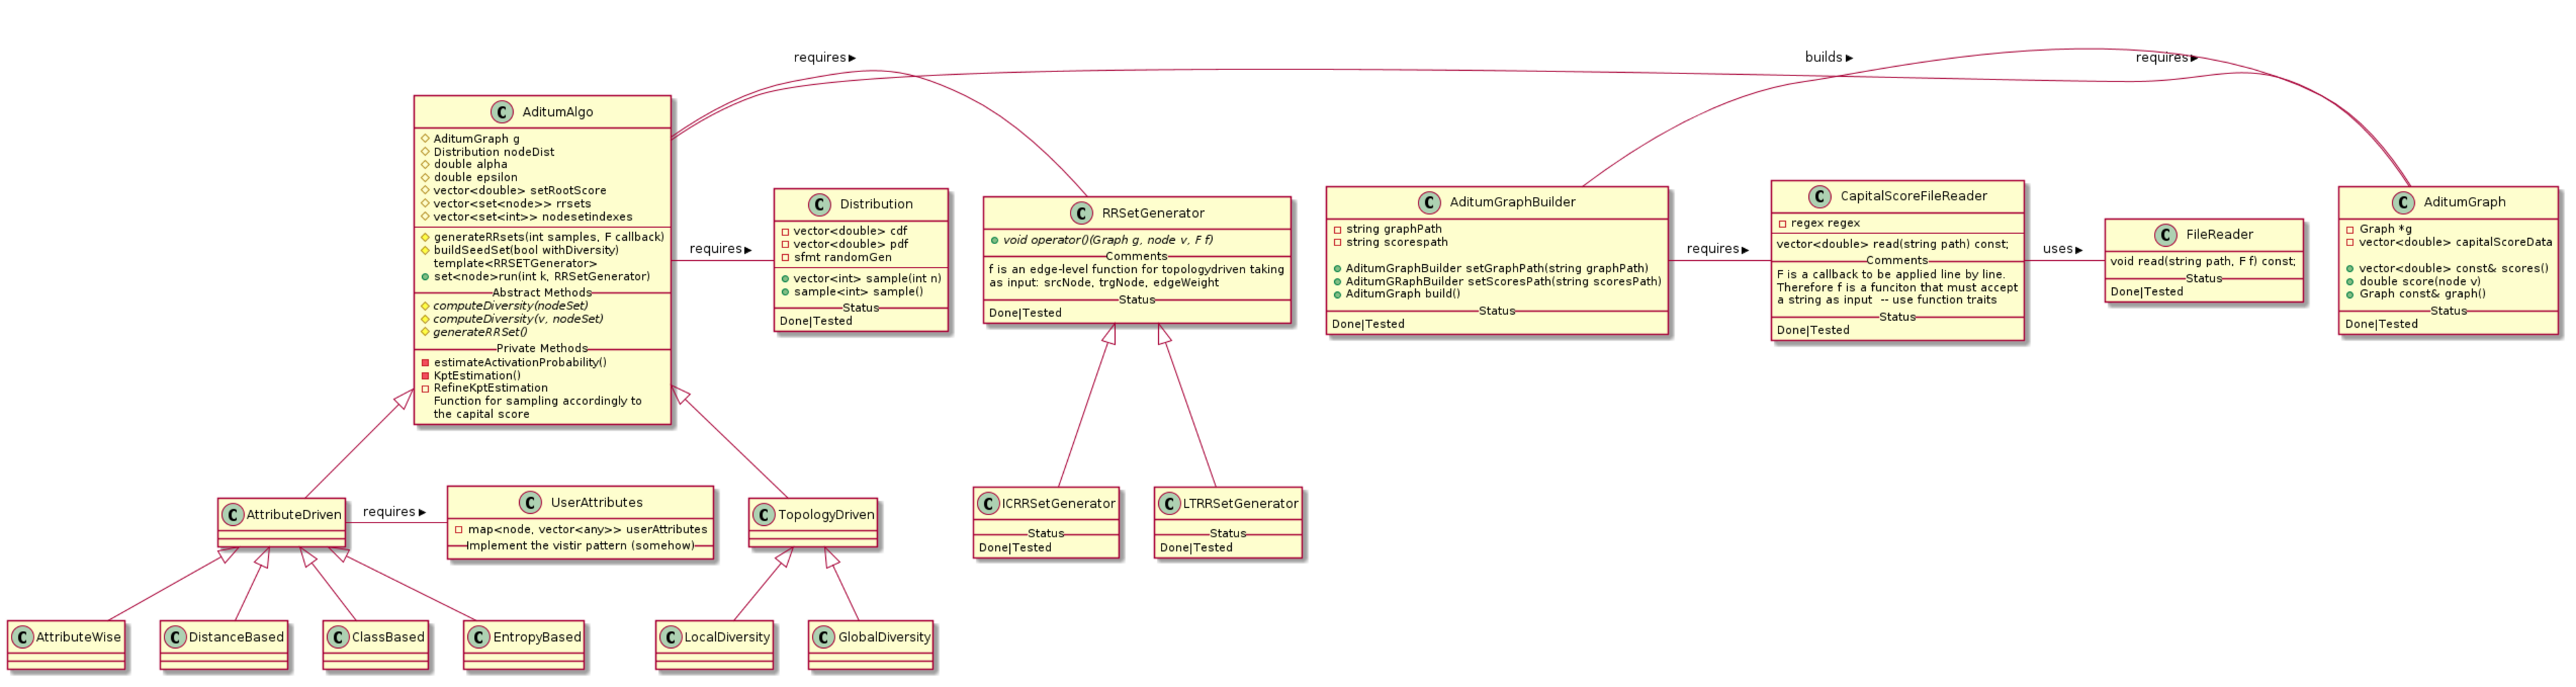 requires
builds
requires
C AditumAlgo
AditumGraph g
Distribution nodeDist
double alpha
double epsilon
vector<double> setRootScore
vector<set<node>> rrsets
vector<set<int>> nodesetindexes
generateRRsets(int samples, F callback)
buildSeedSet(bool withDiversity)
template<RRSETGenerator>
set<node>run(int k, RRSetGenerator)
Abstract Methods
computeDiversity(nodeSet)
computeDiversity(v, nodeSet)
generateRRSet()
Private Methods
estimateActivationProbability()
KptEstimation()
RefineKptEstimation
Function for sampling accordingly to
the capital score
requires
C Distribution
vector<double> cdf
vector<double> pdf
sfmt randomGen
vector<int> sample(int n)
sample<int> sample()
Status
Done|Tested
C RRSetGenerator
void operator()(Graph g, node v, F f)
Comments
f is an edge-level function for topologydriven taking
as input: srcNode, trgNode, edgeWeight
Status
Done|Tested
C AditumGraphBuilder
string graphPath
string scorespath
AditumGraphBuilder setGraphPath(string graphPath)
AditumGRaphBuilder setScoresPath(string scoresPath)
AditumGraph build()
Status
Done|Tested
requires
C CapitalScoreFileReader
regex regex
vector<double> read(string path) const;
Comments
F is a callback to be applied line by line.
Therefore f is a funciton that must accept
a string as input -- use function traits
Status
Done|Tested
uses
C FileReader
void read(string path, F f) const;
Status
Done|Tested
C AditumGraph
Graph *g
vector<double> capitalScoreData
vector<double> const& scores()
double score(node v)
Graph const& graph()
Status
Done|Tested
C AttributeDriven
requires
C UserAttributes
map<node, vector<any>> userAttributes
Implement the vistir pattern (somehow)
C TopologyDriven
C ICRRSetGenerator
Status
Done|Tested
C LTRRSetGenerator
Status
Done|Tested
C AttributeWise
C DistanceBased
C ClassBased
C EntropyBased
C LocalDiversity
C GlobalDiversity